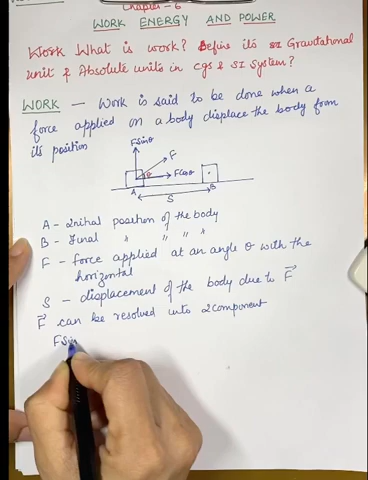 Chapter - 6
WORK ENERGY AND POWER
Work What is work? Define its SI Gravitational
unit & Absolute units in cgs & SI System?
WORK — Work is said to be done when a
force applied on a body displace the body from
its position
Fsinθ
F
θ
Fcosθ
A
B
S
A - Initial position of the body
B - Final " " " "
F - force applied at an angle θ with the
horizontal
S - displacement of the body due to F⃗
F⃗ can be resolved into 2 component
FSin